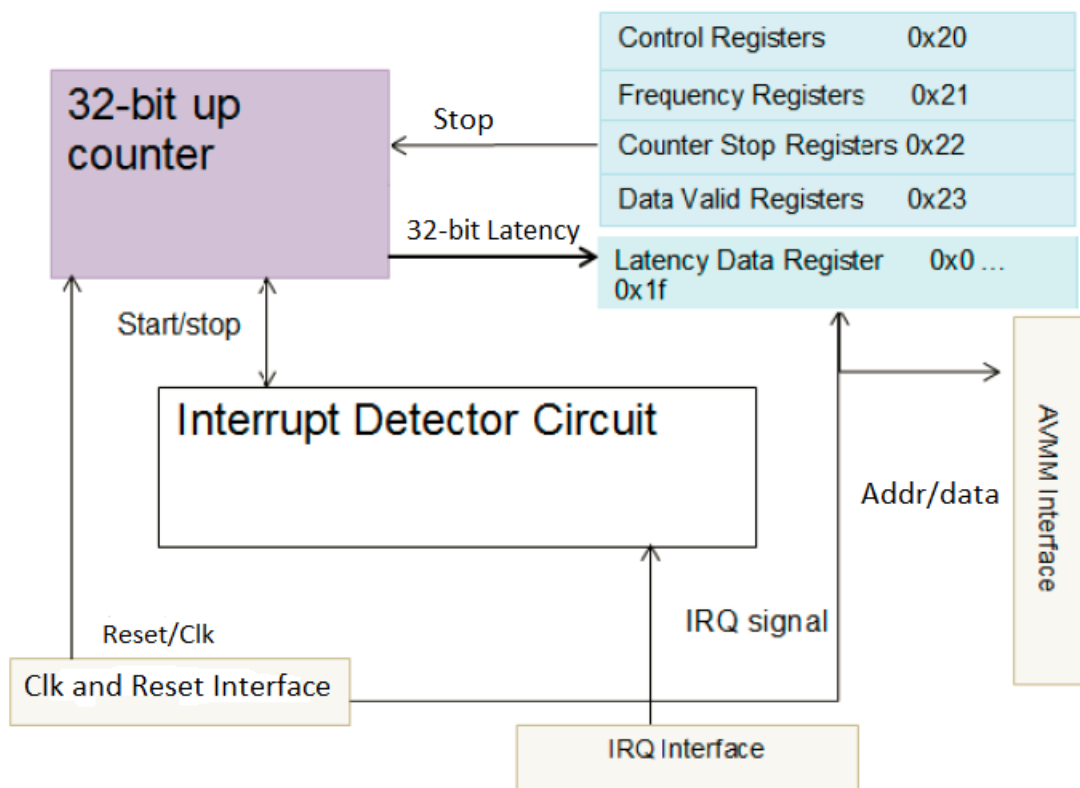 Control Registers 0x20
32-bit up
counter
Stop
Frequency Registers 0x21
Counter Stop Registers 0x22
Data Valid Registers 0x23
32-bit Latency
Latency Data Register 0x0 ...
0x1f
Start/stop
Interrupt Detector Circuit
Addr/data
AVMM Interface
IRQ signal
Reset/Clk
Clk and Reset Interface
IRQ Interface